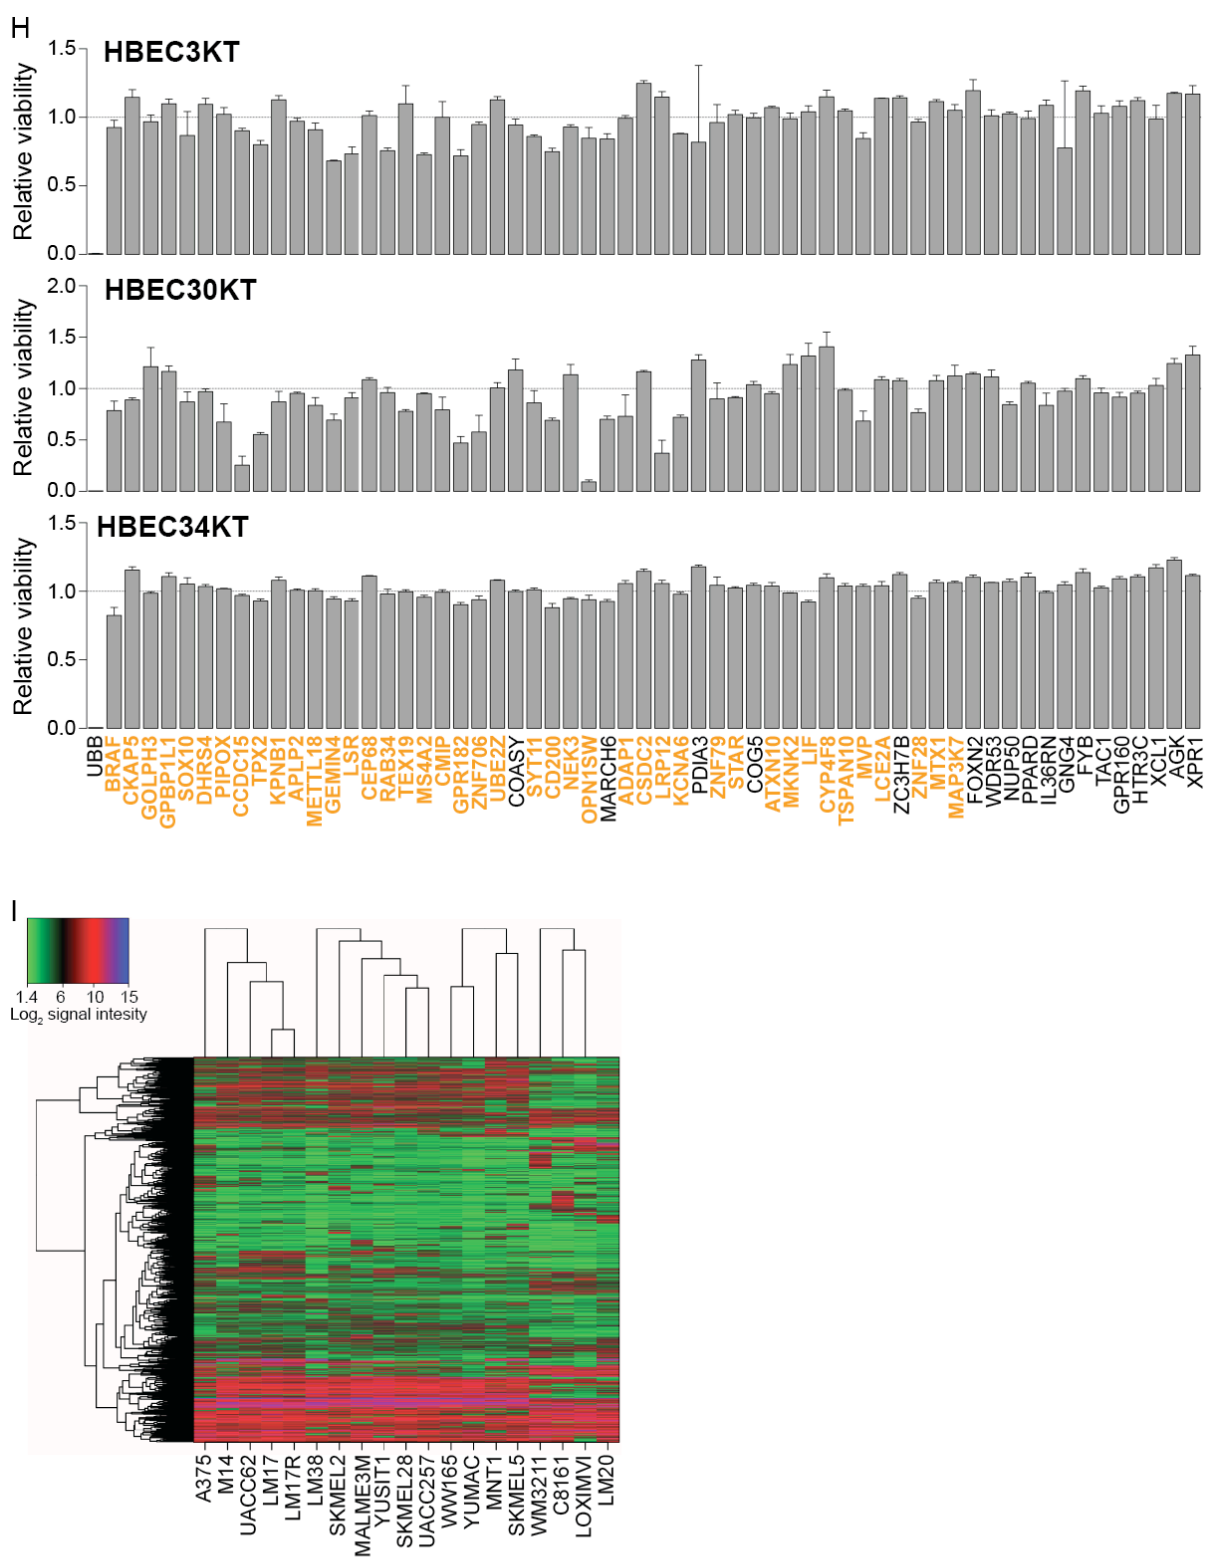 H
HBEC3KT
Relative viability
1.5
1.0
0.5
0.0
HBEC30KT
Relative viability
2.0
1.5
1.0
0.5
0.0
HBEC34KT
Relative viability
1.5
1.0
0.5
0.0
UBB
BRAF
CKAP5
GOLPH3
GPBP1L1
SOX10
DHRS4
PIPOX
CCDC15
TPX2
KPNB1
APLP2
METTL18
GEMIN4
LSR
CEP68
RAB34
TEX19
MS4A2
CMIP
GPR182
ZNF706
UBE2Z
COASY
SYT11
CD200
NEK3
OPN1SW
MARCH6
ADAP1
CSDC2
LRP12
KCNA6
PDIA3
ZNF79
STAR
COG5
ATXN10
MKNK2
LIF
CYP4F8
TSPAN10
MVP
LCE2A
ZC3H7B
ZNF28
MTX1
MAP3K7
FOXN2
WDR53
NUP50
PPARD
IL36RN
GNG4
FYB
TAC1
GPR160
HTR3C
XCL1
AGK
XPR1
I
1.4 6 10 15
Log2 signal intesity
A375
M14
UACC62
LM17
LM17R
LM38
SKMEL2
MALME3M
YUSIT1
SKMEL28
UACC257
WW165
YUMAC
MNT1
SKMEL5
WM3211
C8161
LOXIMVI
LM20